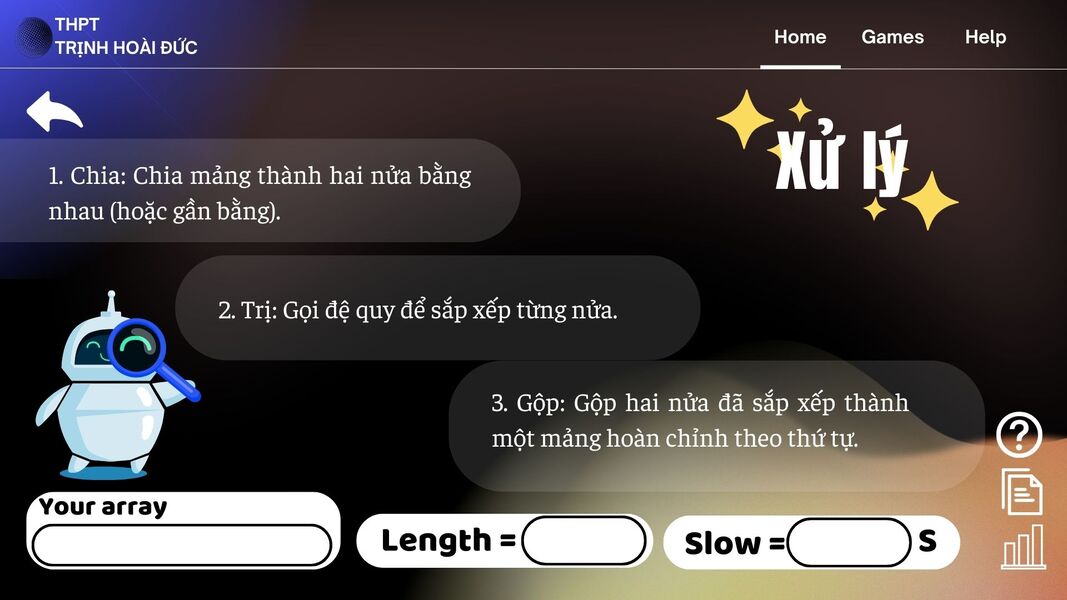 THPT
TRỊNH HOÀI ĐỨC
Home Games Help
Xử lý
1. Chia: Chia mảng thành hai nửa bằng
nhau (hoặc gần bằng).
2. Trị: Gọi đệ quy để sắp xếp từng nửa.
3. Gộp: Gộp hai nửa đã sắp xếp thành
một mảng hoàn chỉnh theo thứ tự.
?
Your array
Length =
Slow = S